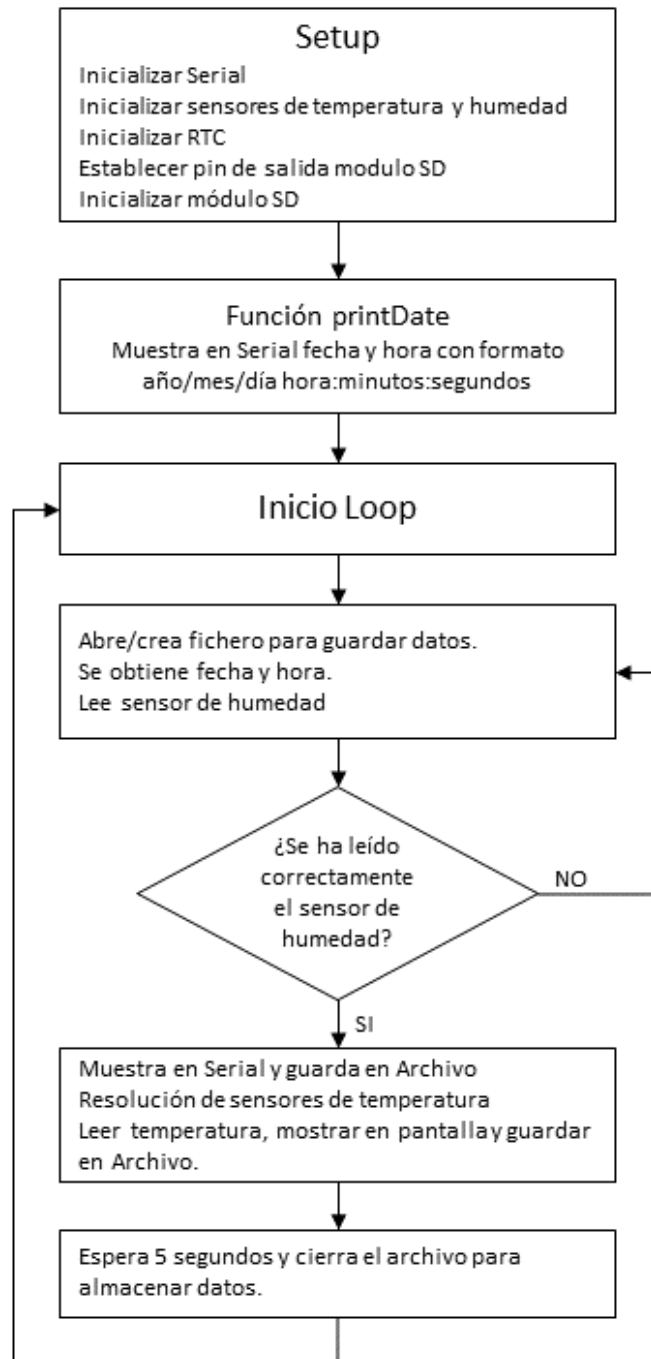 Setup
Inicializar Serial
Inicializar sensores de temperatura y humedad
Inicializar RTC
Establecer pin de salida modulo SD
Inicializar módulo SD
Función printDate
Muestra en Serial fecha y hora con formato
año/mes/día hora:minutos:segundos
Inicio Loop
Abre/crea fichero para guardar datos.
Se obtiene fecha y hora.
Lee sensor de humedad
¿Se ha leído
correctamente
el sensor de
humedad?
NO
SI
Muestra en Serial y guarda en Archivo
Resolución de sensores de temperatura
Leer temperatura, mostrar en pantalla y guardar
en Archivo.
Espera 5 segundos y cierra el archivo para
almacenar datos.